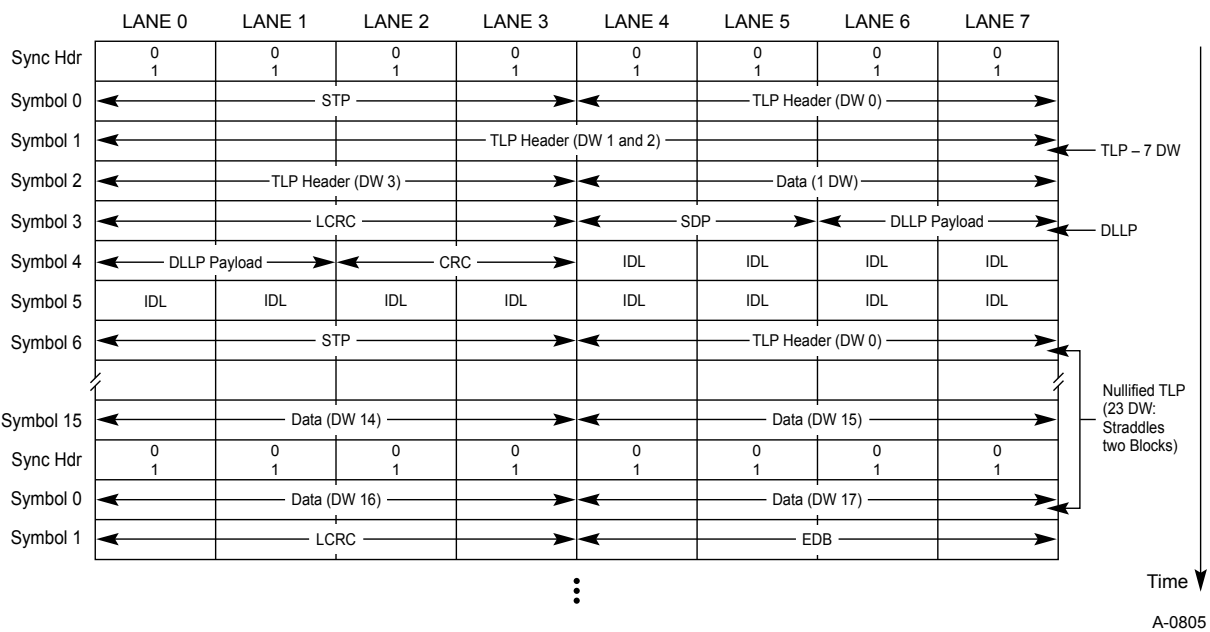 LANE 0 LANE 1 LANE 2 LANE 3 LANE 4 LANE 5 LANE 6 LANE 7
Sync Hdr 0 0 0 0 0 0 0 0
1 1 1 1 1 1 1 1
Symbol 0 STP TLP Header (DW 0)
Symbol 1 TLP Header (DW 1 and 2)
TLP – 7 DW
Symbol 2 TLP Header (DW 3) Data (1 DW)
Symbol 3 LCRC SDP DLLP Payload
DLLP
Symbol 4 DLLP Payload CRC IDL IDL IDL IDL
Symbol 5 IDL IDL IDL IDL IDL IDL IDL IDL
Symbol 6 STP TLP Header (DW 0)
Nullified TLP
(23 DW:
Straddles
two Blocks)
Symbol 15 Data (DW 14) Data (DW 15)
Sync Hdr 0 0 0 0 0 0 0 0
1 1 1 1 1 1 1 1
Symbol 0 Data (DW 16) Data (DW 17)
Symbol 1 LCRC EDB
Time
A-0805